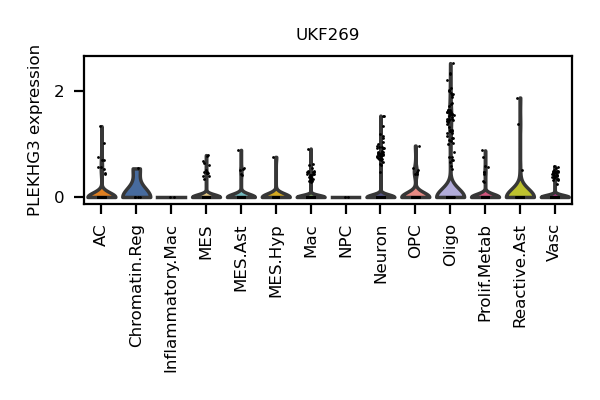 UKF269
PLEKHG3 expression
2
0
AC
Chromatin.Reg
Inflammatory.Mac
MES
MES.Ast
MES.Hyp
Mac
NPC
Neuron
OPC
Oligo
Prolif.Metab
Reactive.Ast
Vasc